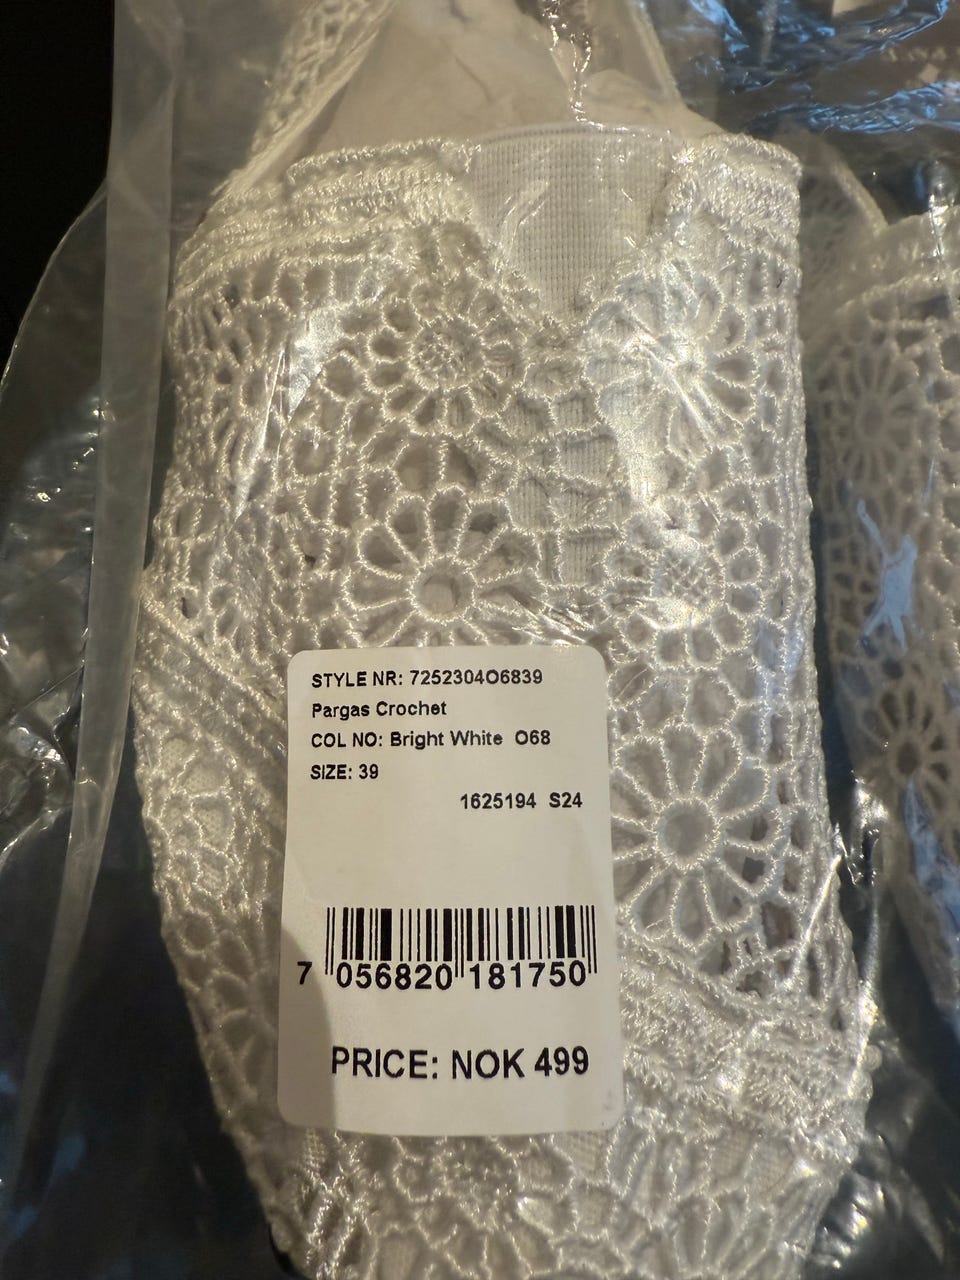 STYLE NR: 7252304O6839
Pargas Crochet
COL NO: Bright White O68
SIZE: 39
1625194 S24
7 056820 181750
PRICE: NOK 499